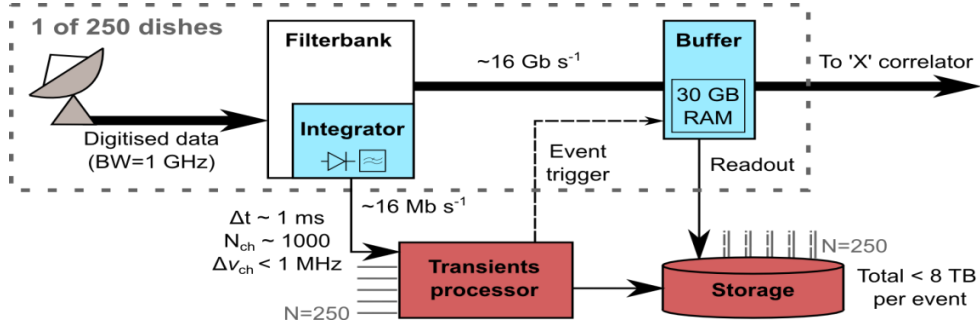 1 of 250 dishes
Filterbank
~16 Gb s⁻¹
Buffer
To 'X' correlator
30 GB
RAM
Integrator
Digitised data
(BW=1 GHz)
Event
trigger
Readout
~16 Mb s⁻¹
Δt ~ 1 ms
N_ch ~ 1000
Δν_ch < 1 MHz
N=250
Transients
processor
N=250
Storage
Total < 8 TB
per event